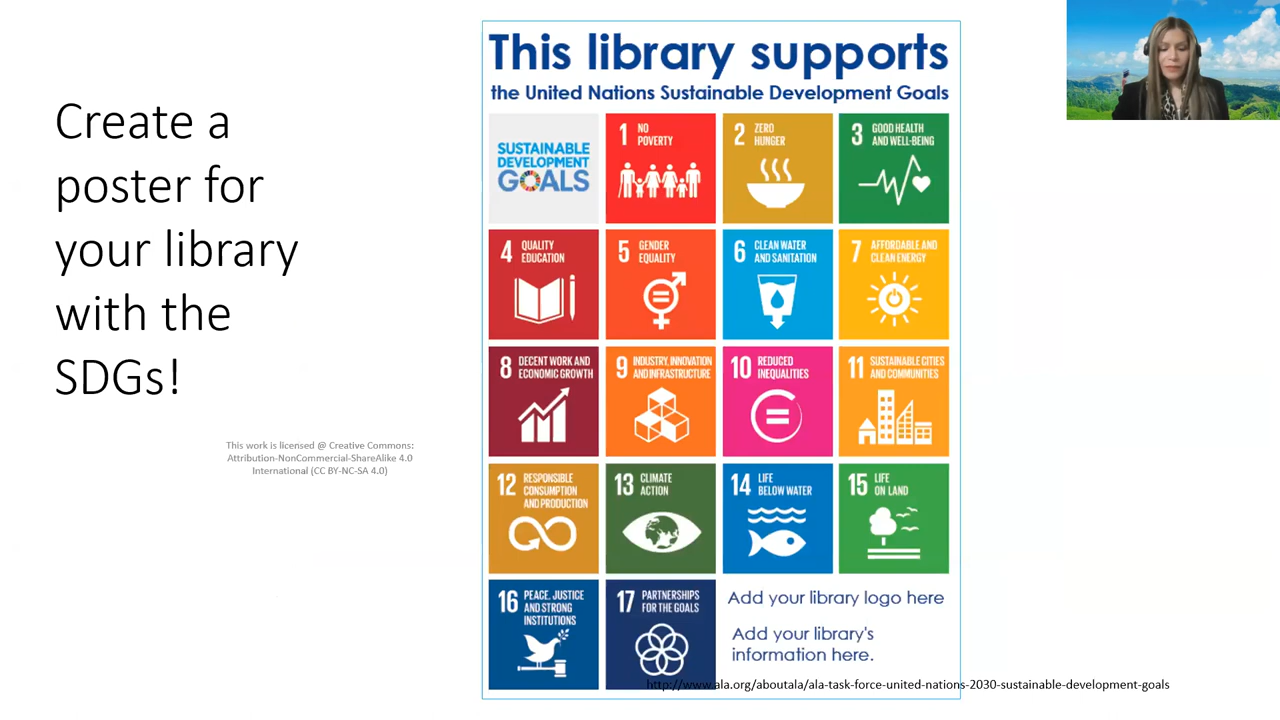 Create a
poster for
your library
with the
SDGs!
This work is licensed @ Creative Commons:
Attribution-NonCommercial-ShareAlike 4.0
International (CC BY-NC-SA 4.0)
This library supports
the United Nations Sustainable Development Goals
SUSTAINABLE
DEVELOPMENT
GOALS
1 NO
POVERTY
2 ZERO
HUNGER
3 GOOD HEALTH
AND WELL-BEING
4 QUALITY
EDUCATION
5 GENDER
EQUALITY
6 CLEAN WATER
AND SANITATION
7 AFFORDABLE AND
CLEAN ENERGY
8 DECENT WORK AND
ECONOMIC GROWTH
9 INDUSTRY, INNOVATION
AND INFRASTRUCTURE
10 REDUCED
INEQUALITIES
11 SUSTAINABLE CITIES
AND COMMUNITIES
12 RESPONSIBLE
CONSUMPTION
AND PRODUCTION
13 CLIMATE
ACTION
14 LIFE
BELOW WATER
15 LIFE
ON LAND
16 PEACE, JUSTICE
AND STRONG
INSTITUTIONS
17 PARTNERSHIPS
FOR THE GOALS
Add your library logo here
Add your library's
information here.
http://www.ala.org/aboutala/ala-task-force-united-nations-2030-sustainable-development-goals